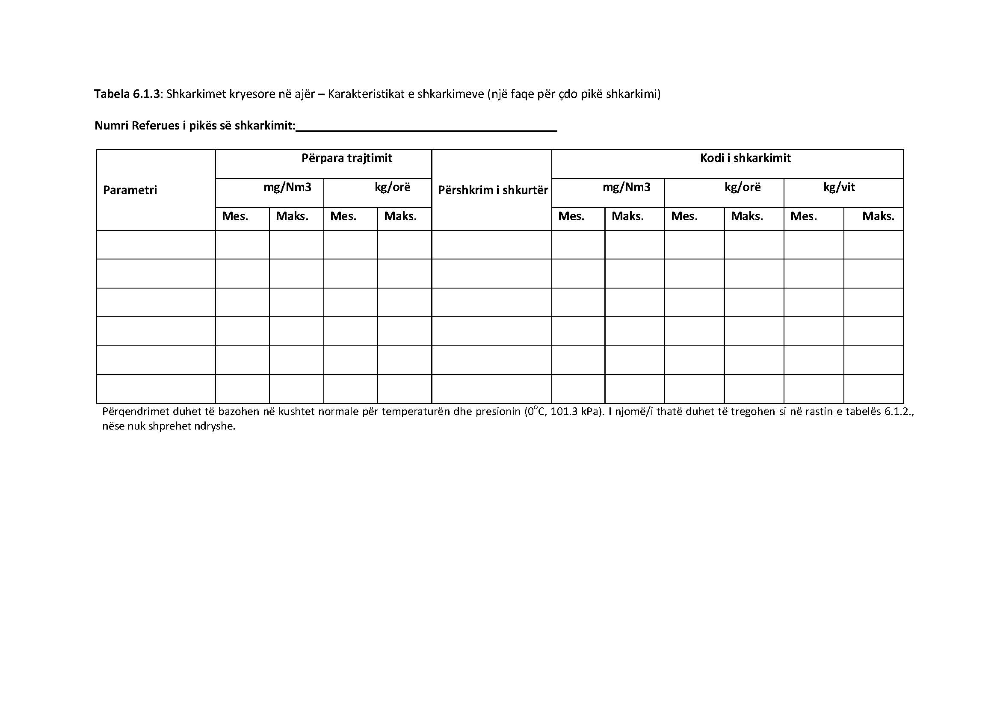 Tabela 6.1.3: Shkarkimet kryesore në ajër – Karakteristikat e shkarkimeve (një faqe për çdo pikë shkarkimi)
Numri Referues i pikës së shkarkimit:
Përpara trajtimit Kodi i shkarkimit
Parametri mg/Nm3 kg/orë Përshkrim i shkurtër mg/Nm3 kg/orë kg/vit
Mes. Maks. Mes. Maks. Mes. Maks. Mes. Maks. Mes. Maks.
Përqendrimet duhet të bazohen në kushtet normale për temperaturën dhe presionin (0°C, 101.3 kPa). I njomë/i thatë duhet të tregohen si në rastin e tabelës 6.1.2.,
nëse nuk shprehet ndryshe.